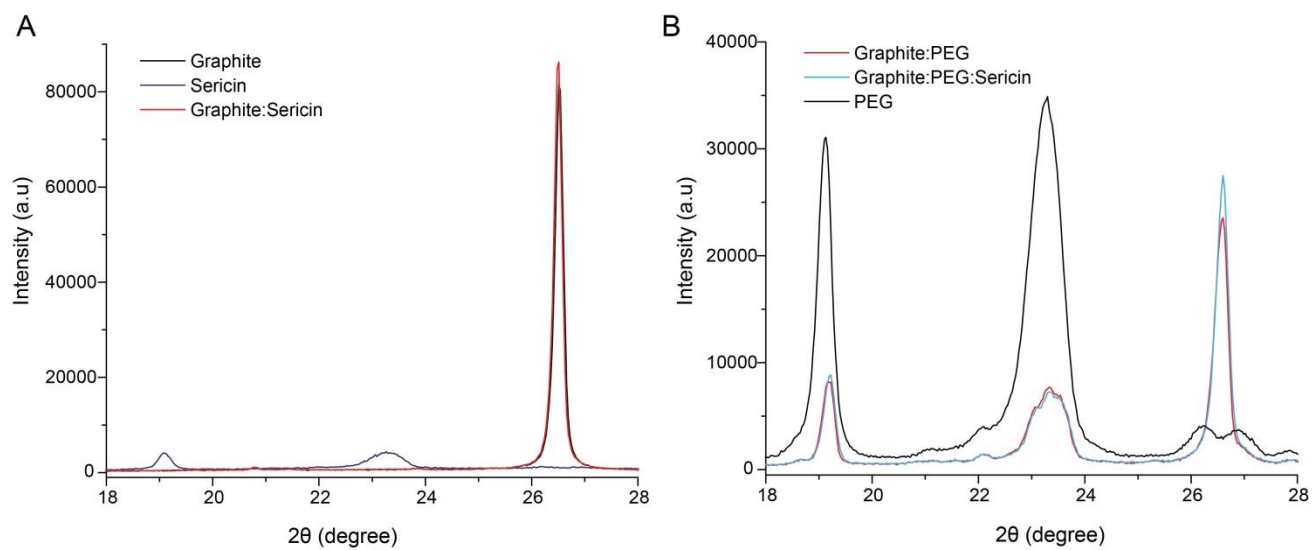 A
Graphite
Sericin
Graphite:Sericin
80000
60000
40000
20000
0
18
20
22
24
26
28
Intensity (a.u)
2θ (degree)
B
Graphite:PEG
Graphite:PEG:Sericin
PEG
40000
30000
20000
10000
0
18
20
22
24
26
28
Intensity (a.u)
2θ (degree)